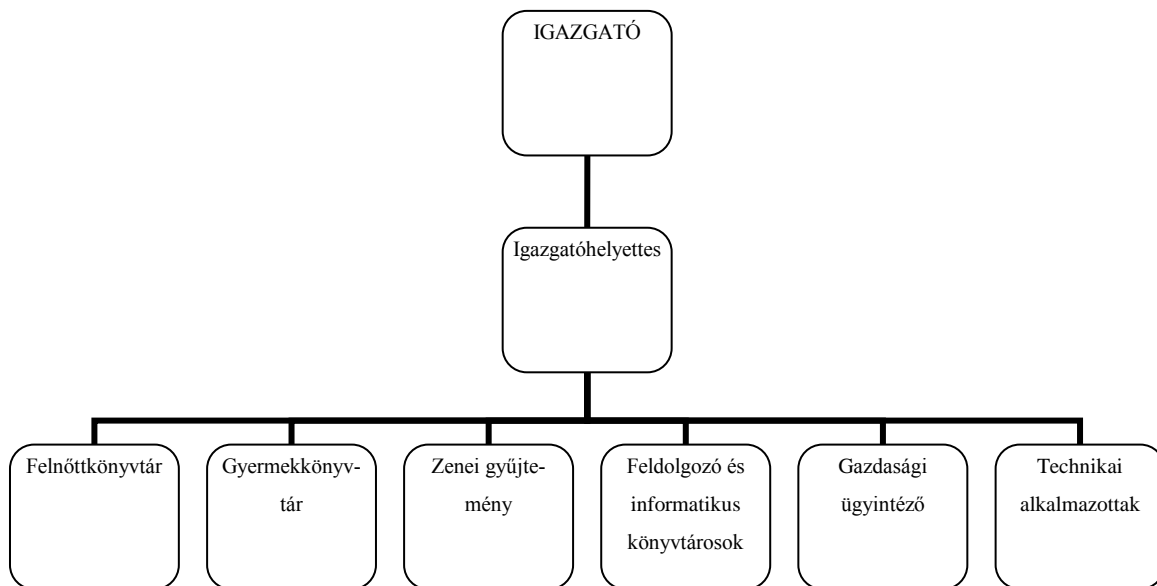 IGAZGATÓ
Igazgatóhelyettes
Felnőttkönyvtár
Gyermekkönyv-
tár
Zenei gyűjte-
mény
Feldolgozó és
informatikus
könyvtárosok
Gazdasági
ügyintéző
Technikai
alkalmazottak